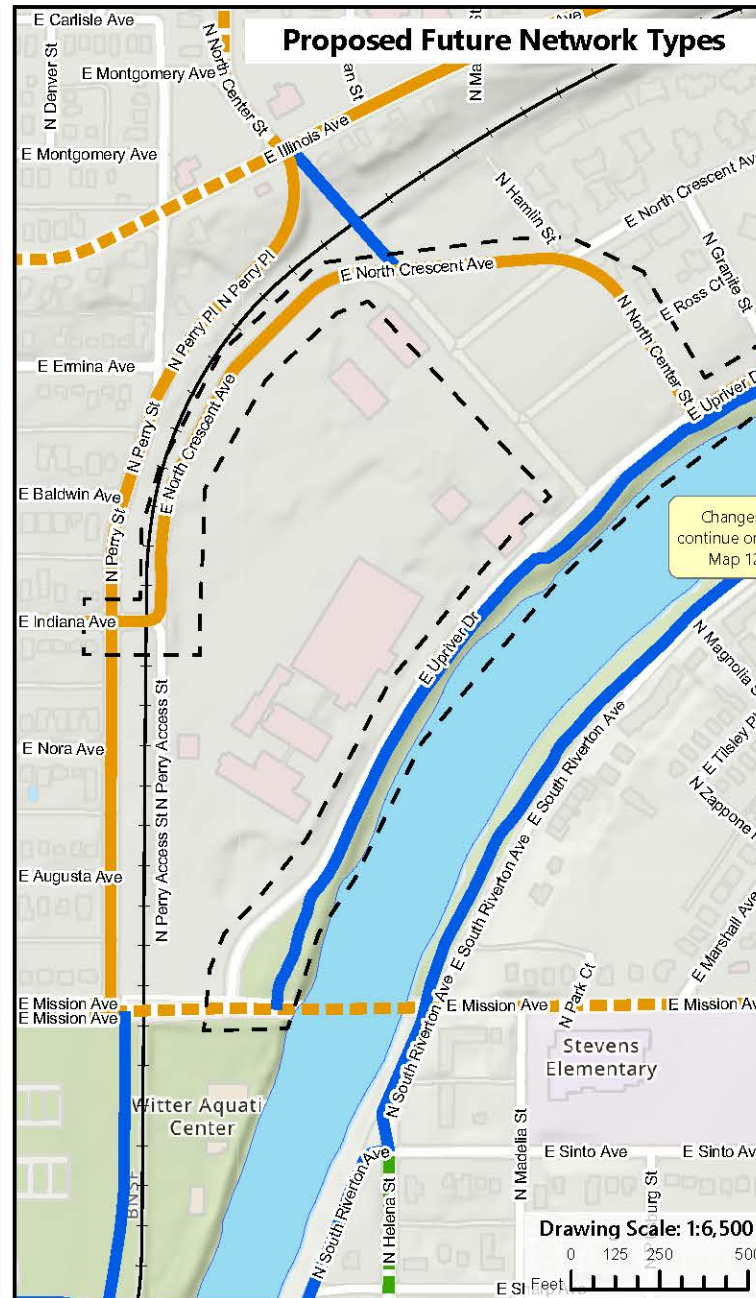 Proposed Future Network Types
E Carlisle Ave
N Denver St
E Montgomery Ave
N North Center St
Ave
E Illinois Ave
E Montgomery Ave
N Hamlin St
E North Crescent Av
N Granite St
E Ross Ct
E North Crescent Ave
N Perry Pl
N Perry Pl
N North Center St
E Ermina Ave
E Upriver D
N Perry St
E North Crescent Ave
E Baldwin Ave
N Perry St
Change
continue or
Map 12
E Indiana Ave
E Upriver Dr
N Magnolia
E Tilsley Pl
N Zappone
E South Riverton Ave
E Nora Ave
N Perry Access St
N Perry Access St
E South Riverton Ave
E Augusta Ave
E South Riverton Ave
E Marshall Ave
N Park Ct
E Mission Ave
E Mission Ave
E Mission Ave
E Mission Av
N South Riverton Ave
Stevens
Elementary
Witter Aquati
Center
N Madelia St
E Sinto Ave
E Sinto Av
BNSF
N South Riverton Ave
N Helena St
Drawing Scale: 1:6,500
0 125 250 500
Feet